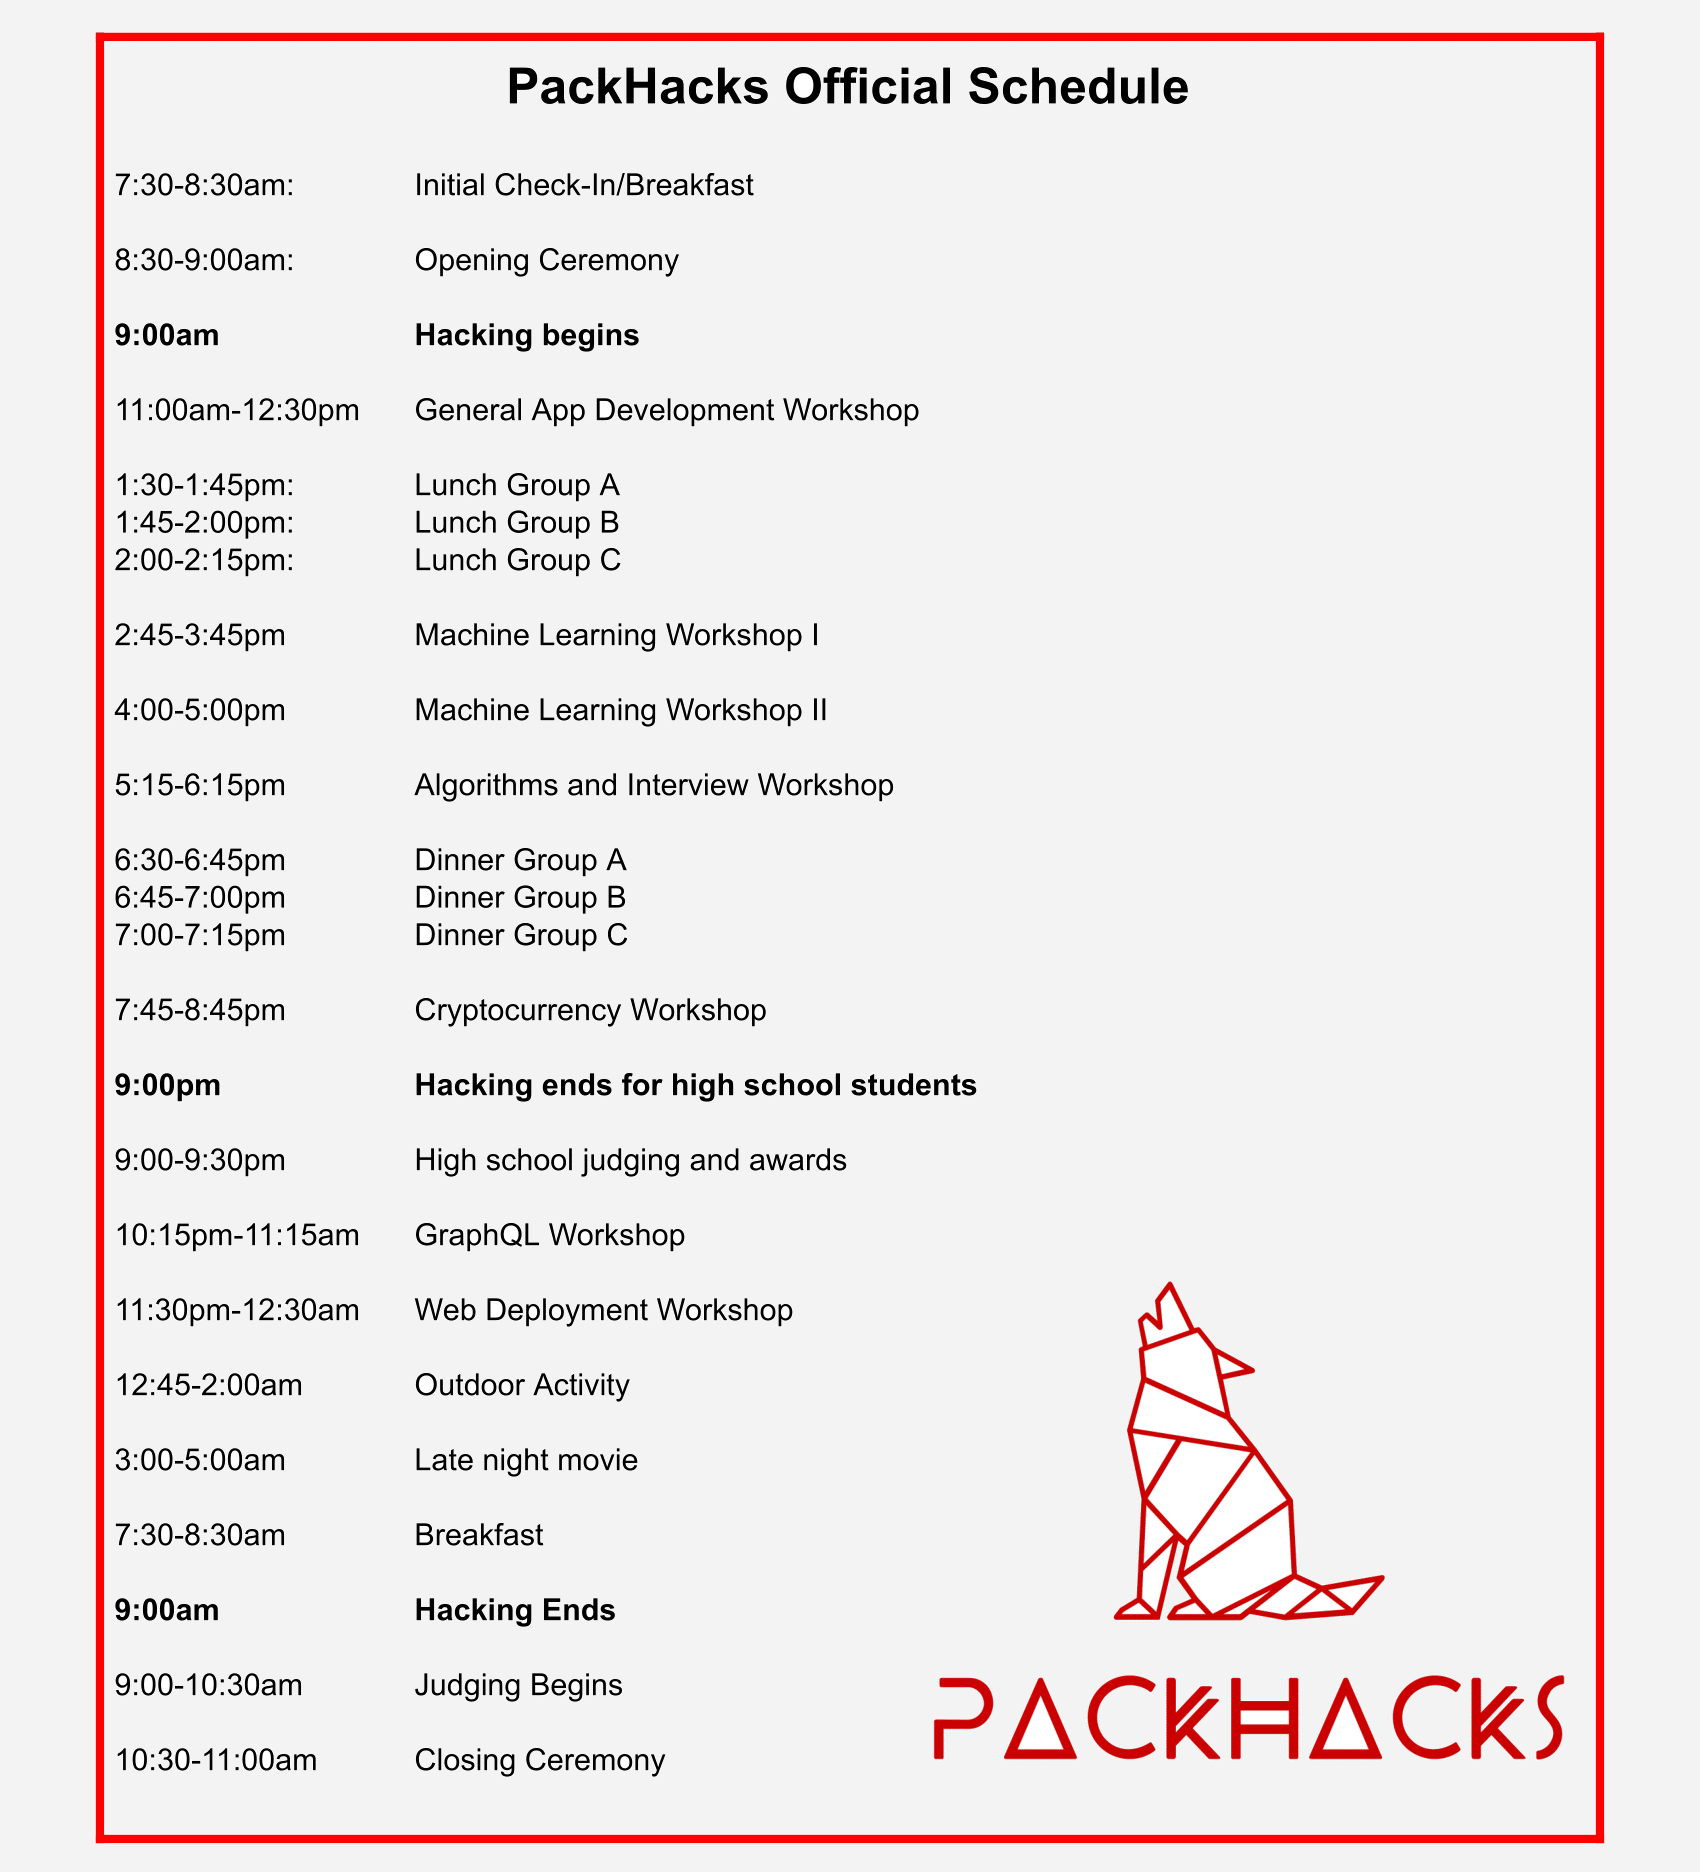 PackHacks Official Schedule
7:30-8:30am: Initial Check-In/Breakfast
8:30-9:00am: Opening Ceremony
9:00am Hacking begins
11:00am-12:30pm General App Development Workshop
1:30-1:45pm: Lunch Group A
1:45-2:00pm: Lunch Group B
2:00-2:15pm: Lunch Group C
2:45-3:45pm Machine Learning Workshop I
4:00-5:00pm Machine Learning Workshop II
5:15-6:15pm Algorithms and Interview Workshop
6:30-6:45pm Dinner Group A
6:45-7:00pm Dinner Group B
7:00-7:15pm Dinner Group C
7:45-8:45pm Cryptocurrency Workshop
9:00pm Hacking ends for high school students
9:00-9:30pm High school judging and awards
10:15pm-11:15am GraphQL Workshop
11:30pm-12:30am Web Deployment Workshop
12:45-2:00am Outdoor Activity
3:00-5:00am Late night movie
7:30-8:30am Breakfast
9:00am Hacking Ends
9:00-10:30am Judging Begins
10:30-11:00am Closing Ceremony
PACKHACKS